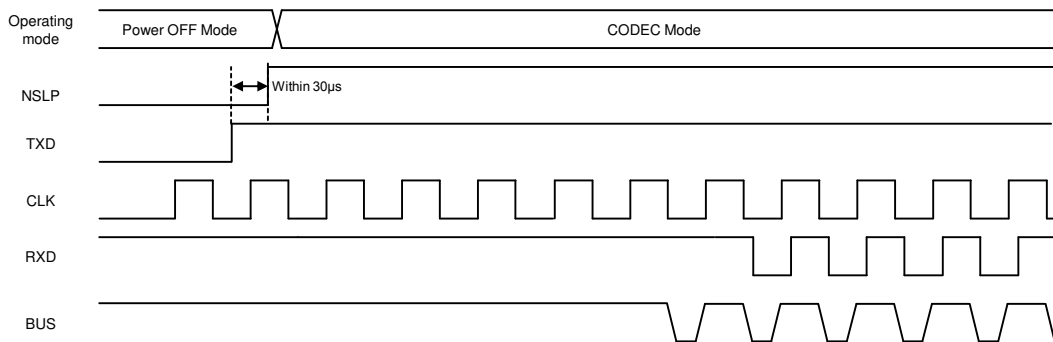 Operating
mode
Power OFF Mode
CODEC Mode
NSLP
Within 30μs
TXD
CLK
RXD
BUS